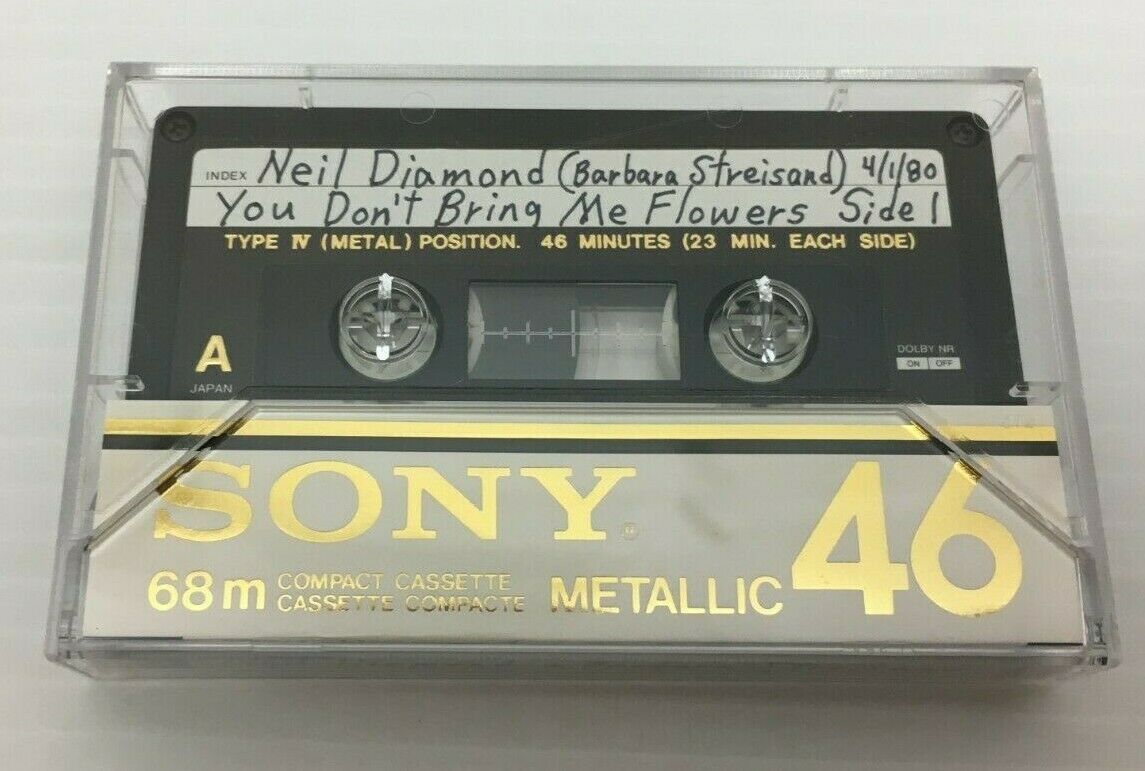 INDEX Neil Diamond (Barbara Streisand) 4/1/80
You Don't Bring Me Flowers Side 1
TYPE IV (METAL) POSITION. 46 MINUTES (23 MIN. EACH SIDE)
A
JAPAN
DOLBY NR
ON OFF
SONY®
46
68m COMPACT CASSETTE
CASSETTE COMPACTE
METALLIC